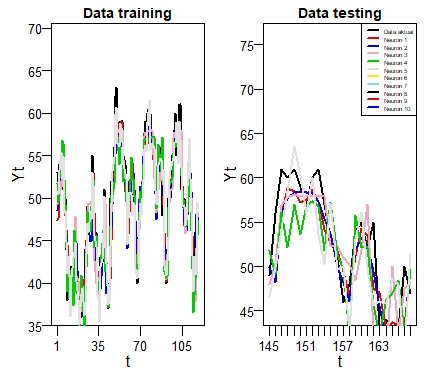 Data training
Yt
70
65
60
55
50
45
40
35
1 35 70 105
t
Data testing
Yt
75
70
65
60
55
50
45
145 151 157 163
t
Data aktual
Neuron 1
Neuron 2
Neuron 3
Neuron 4
Neuron 5
Neuron 6
Neuron 7
Neuron 8
Neuron 9
Neuron 10